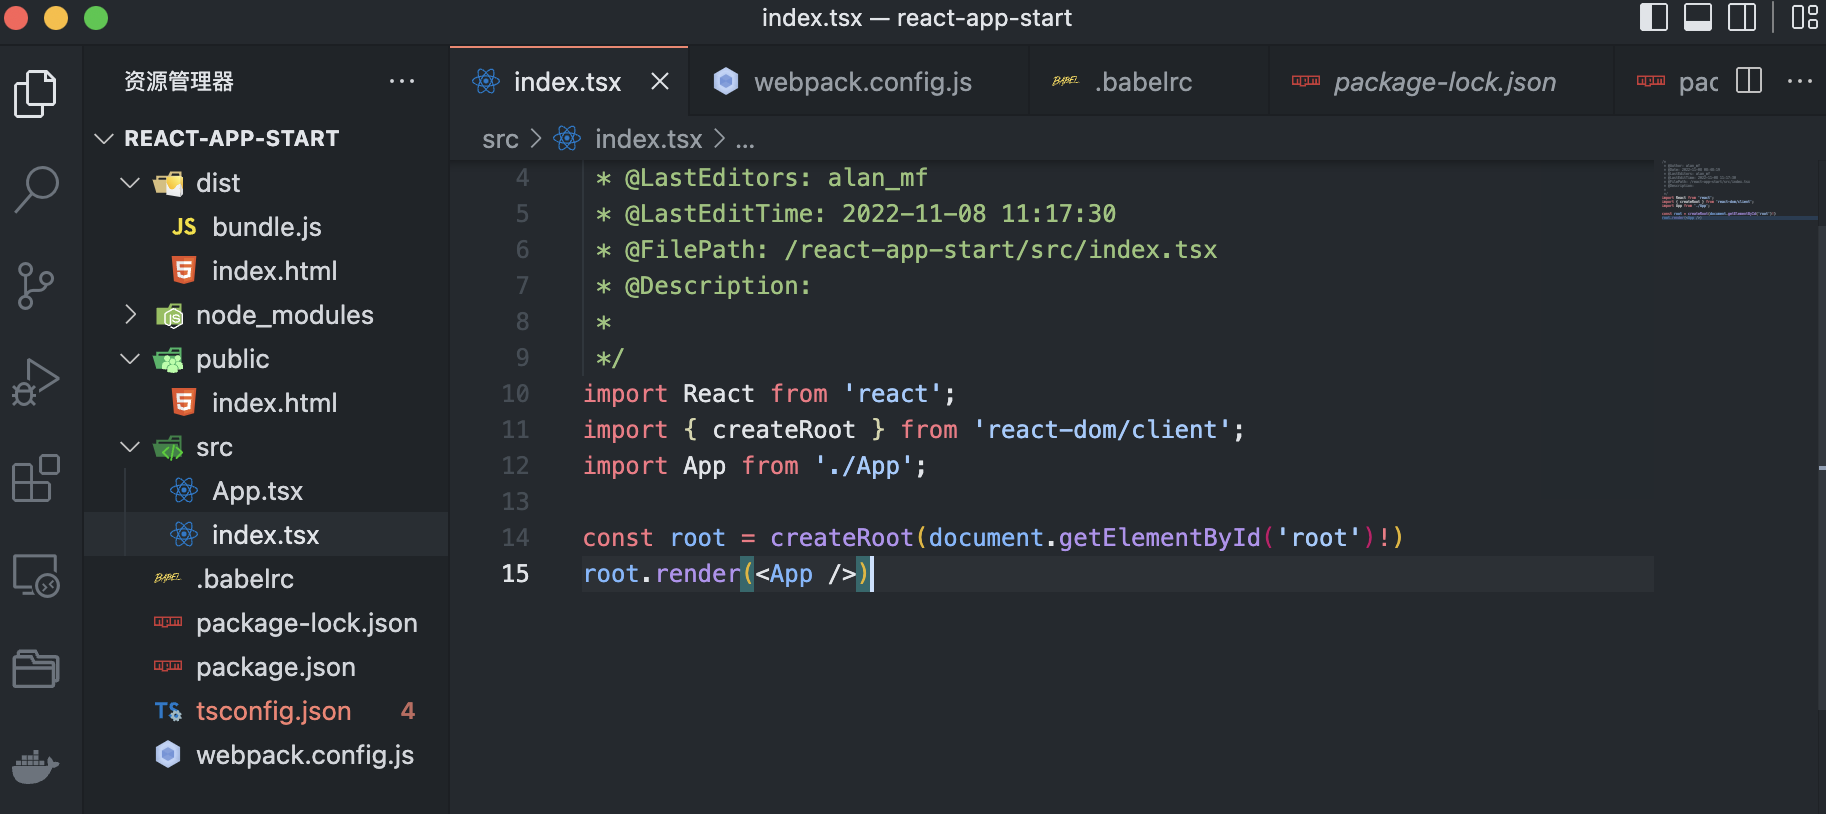 index.tsx — react-app-start
资源管理器
REACT-APP-START
dist
JS bundle.js
index.html
node_modules
public
index.html
src
App.tsx
index.tsx
BABEL .babelrc
package-lock.json
package.json
TS tsconfig.json 4
webpack.config.js
index.tsx webpack.config.js BABEL .babelrc package-lock.json pac
src > index.tsx > ...
4 * @LastEditors: alan_mf
5 * @LastEditTime: 2022-11-08 11:17:30
6 * @FilePath: /react-app-start/src/index.tsx
7 * @Description:
8 *
9 */
10 import React from 'react';
11 import { createRoot } from 'react-dom/client';
12 import App from './App';
13
14 const root = createRoot(document.getElementById('root')!)
15 root.render(<App />)